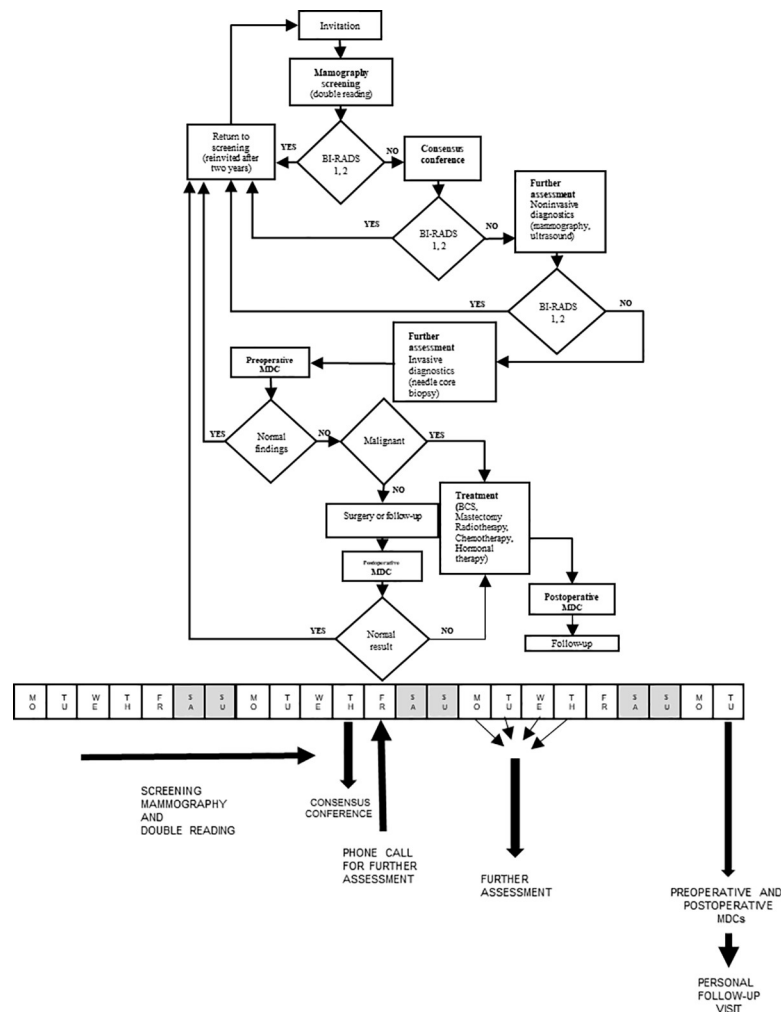 Invitation
Mamography
screening
(double reading)
Return to
screening
(reinvited after
two years)
YES
BI-RADS
1, 2
NO
Consensus
conference
YES
BI-RADS
1, 2
NO
Further
assessment
Noninvasive
diagnostics
(mammography,
ultrasound)
YES
BI-RADS
1, 2
NO
Further
assessment
Invasive
diagnostics
(needle core
biopsy)
Preoperative
MDC
YES
Normal
findings
NO
Malignant
YES
NO
Surgery or follow-up
Postoperative
MDC
Treatment
(BCS,
Mastectomy
Radiotherapy,
Chemotherapy,
Hormonal
therapy)
YES
Normal
result
NO
Postoperative
MDC
Follow-up
MO TU WE TH FR SA SU MO TU WE TH FR SA SU MO TU WE TH FR SA SU MO TU
SCREENING
MAMMOGRAPHY
AND
DOUBLE READING
CONSENSUS
CONFERENCE
PHONE CALL
FOR FURTHER
ASSESSMENT
FURTHER
ASSESSMENT
PREOPERATIVE AND
POSTOPERATIVE
MDCs
PERSONAL
FOLLOW-UP
VISIT